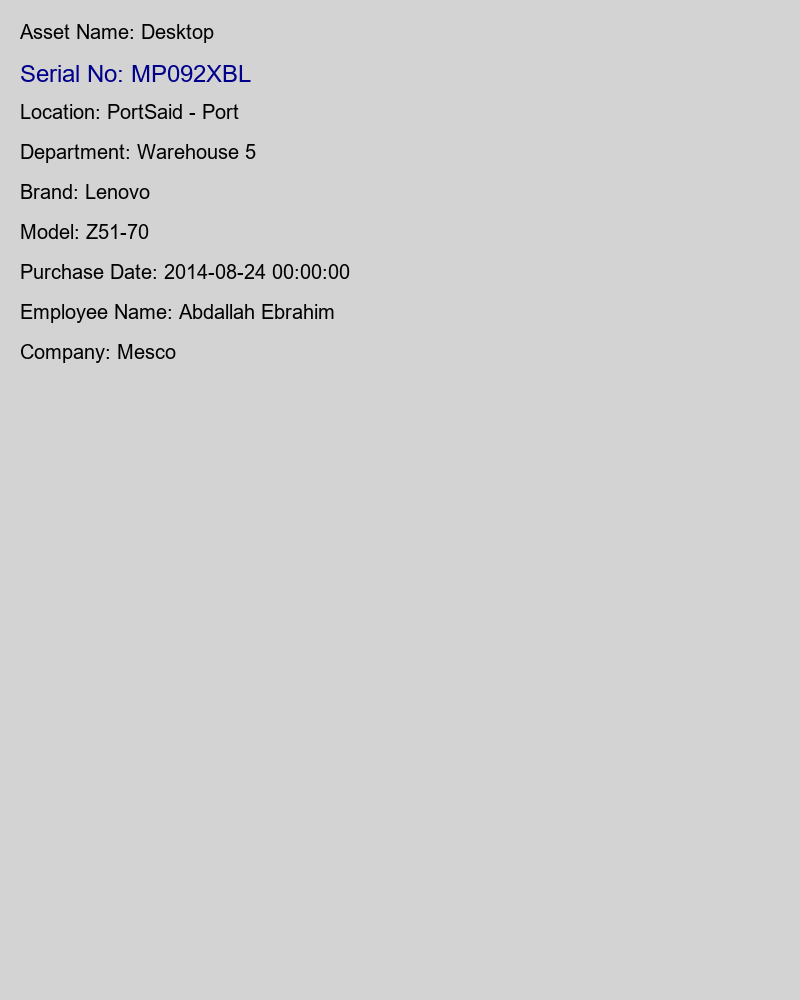 Asset Name: Desktop
Serial No: MP092XBL
Location: PortSaid - Port
Department: Warehouse 5
Brand: Lenovo
Model: Z51-70
Purchase Date: 2014-08-24 00:00:00
Employee Name: Abdallah Ebrahim
Company: Mesco